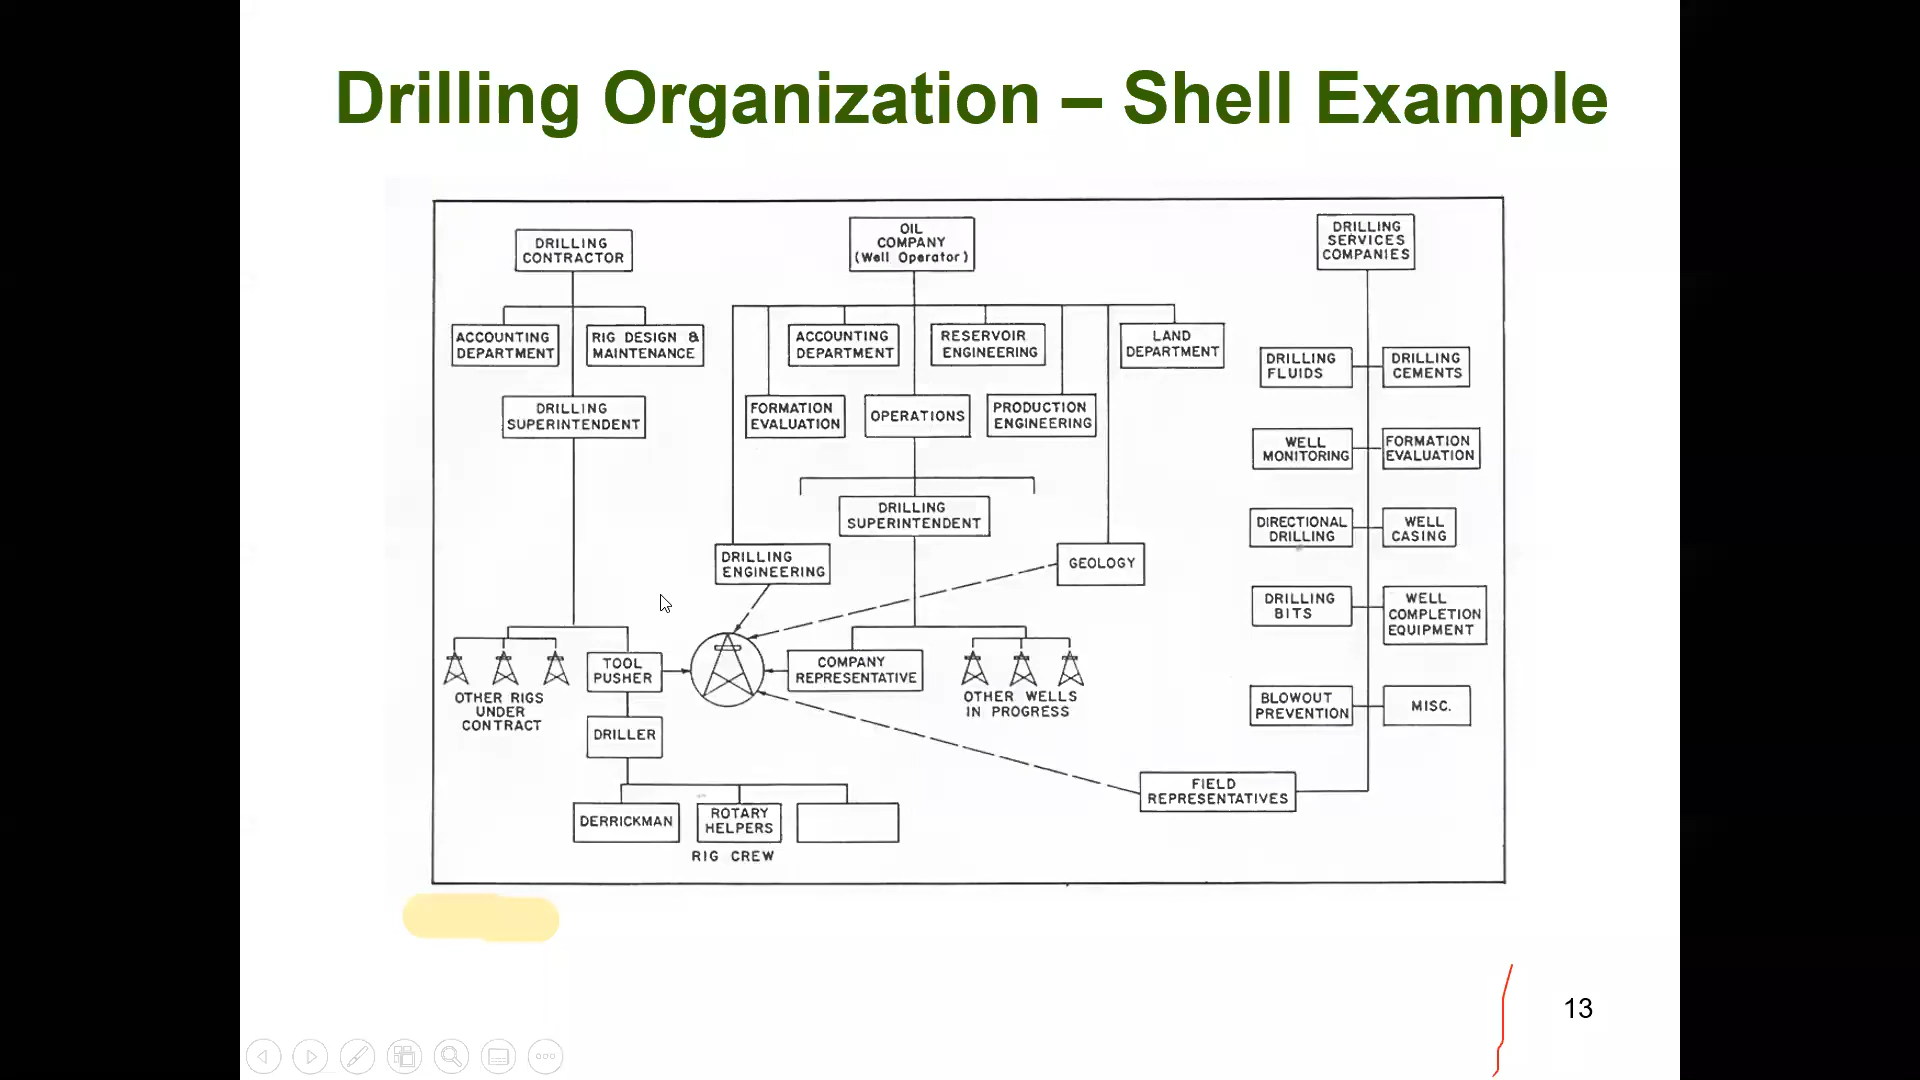 Drilling Organization – Shell Example
DRILLING
CONTRACTOR
ACCOUNTING
DEPARTMENT
RIG DESIGN &
MAINTENANCE
DRILLING
SUPERINTENDENT
OTHER RIGS
UNDER
CONTRACT
TOOL
PUSHER
DRILLER
DERRICKMAN
ROTARY
HELPERS
RIG CREW
OIL
COMPANY
(Well Operator)
ACCOUNTING
DEPARTMENT
RESERVOIR
ENGINEERING
LAND
DEPARTMENT
FORMATION
EVALUATION
OPERATIONS
PRODUCTION
ENGINEERING
DRILLING
SUPERINTENDENT
DRILLING
ENGINEERING
GEOLOGY
COMPANY
REPRESENTATIVE
OTHER WELLS
IN PROGRESS
DRILLING
SERVICES
COMPANIES
DRILLING
FLUIDS
DRILLING
CEMENTS
WELL
MONITORING
FORMATION
EVALUATION
DIRECTIONAL
DRILLING
WELL
CASING
DRILLING
BITS
WELL
COMPLETION
EQUIPMENT
BLOWOUT
PREVENTION
MISC.
FIELD
REPRESENTATIVES
13